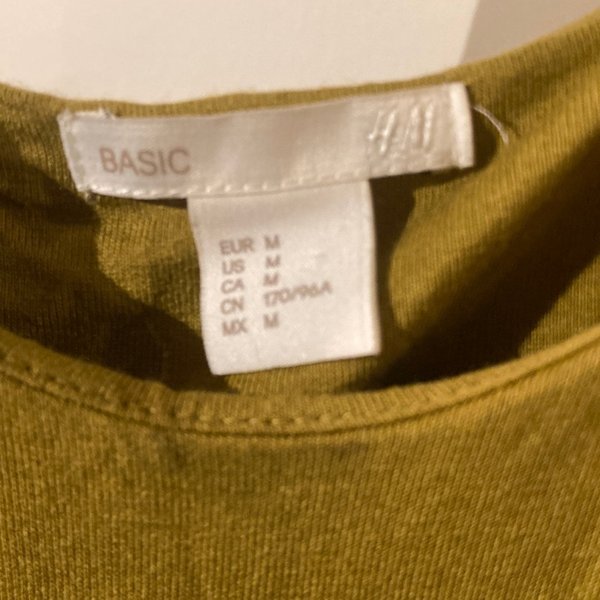 BASIC H&M
EUR M
US M
CA M
CN 170/96A
MX M